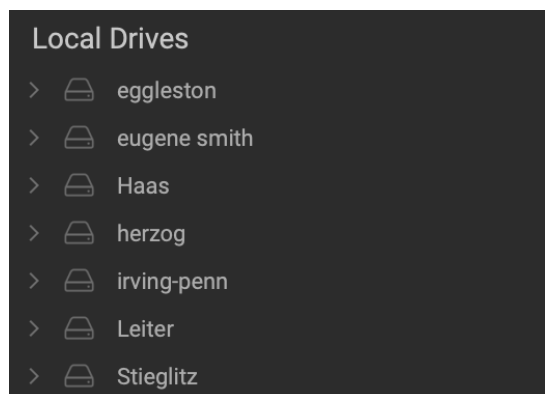 Local Drives
eggleston
eugene smith
Haas
herzog
irving-penn
Leiter
Stieglitz